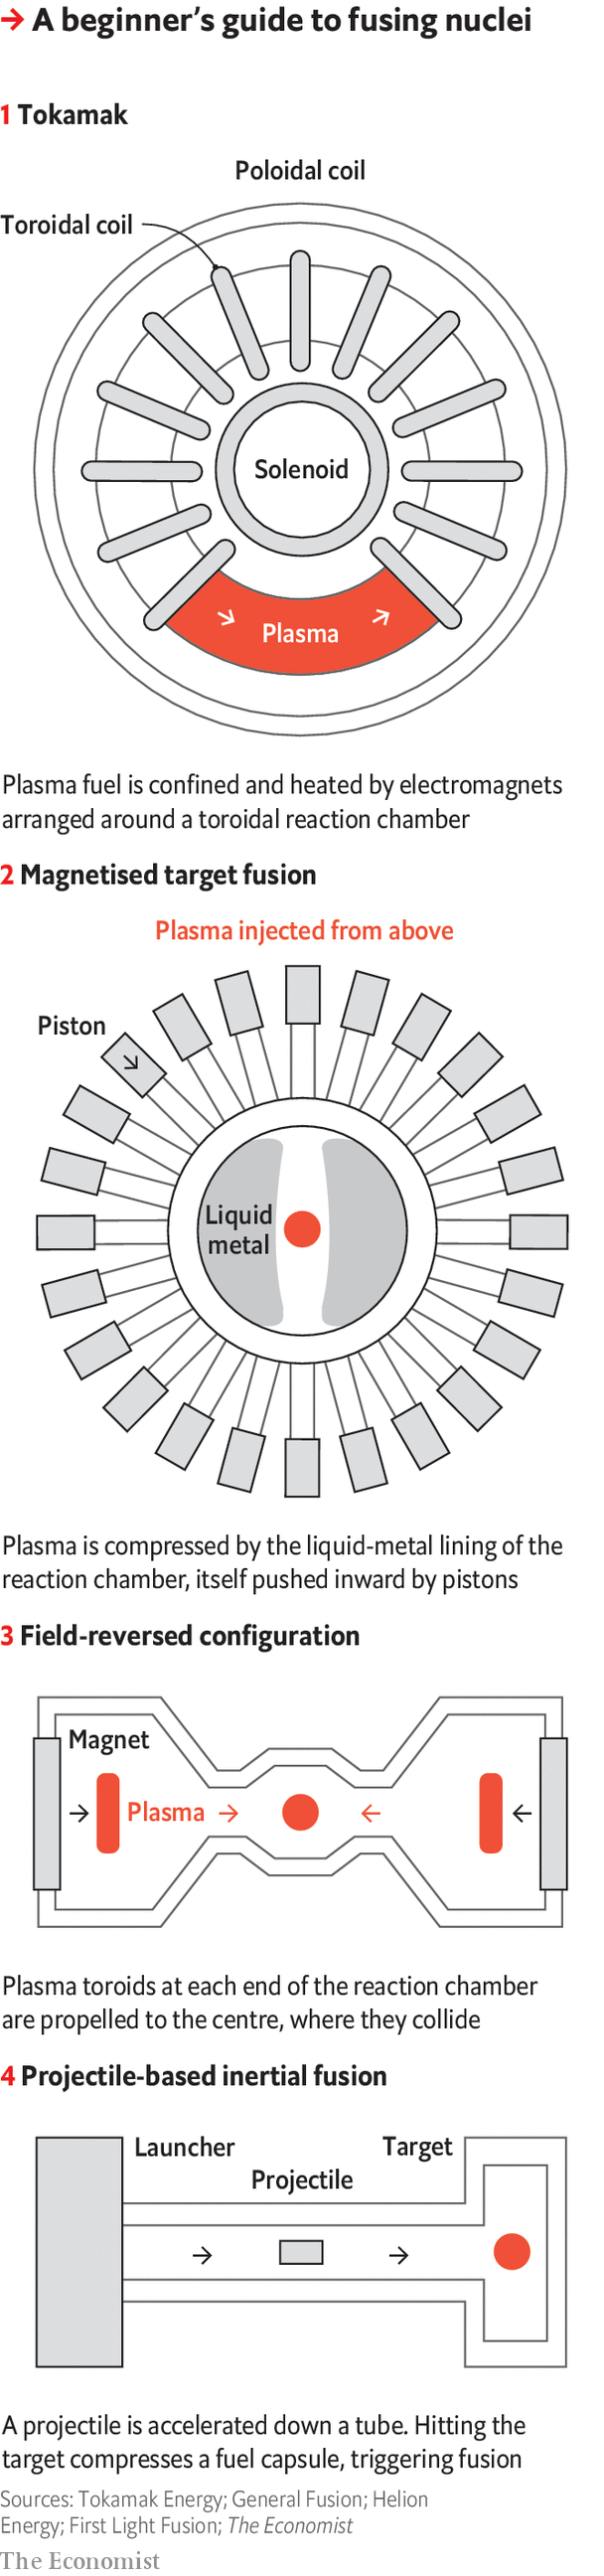 → A beginner’s guide to fusing nuclei
1 Tokamak
Poloidal coil
Toroidal coil
Solenoid
Plasma
Plasma fuel is confined and heated by electromagnets
arranged around a toroidal reaction chamber
2 Magnetised target fusion
Plasma injected from above
Piston
Liquid
metal
Plasma is compressed by the liquid-metal lining of the
reaction chamber, itself pushed inward by pistons
3 Field-reversed configuration
Magnet
Plasma
Plasma toroids at each end of the reaction chamber
are propelled to the centre, where they collide
4 Projectile-based inertial fusion
Launcher
Target
Projectile
A projectile is accelerated down a tube. Hitting the
target compresses a fuel capsule, triggering fusion
Sources: Tokamak Energy; General Fusion; Helion
Energy; First Light Fusion; The Economist
The Economist